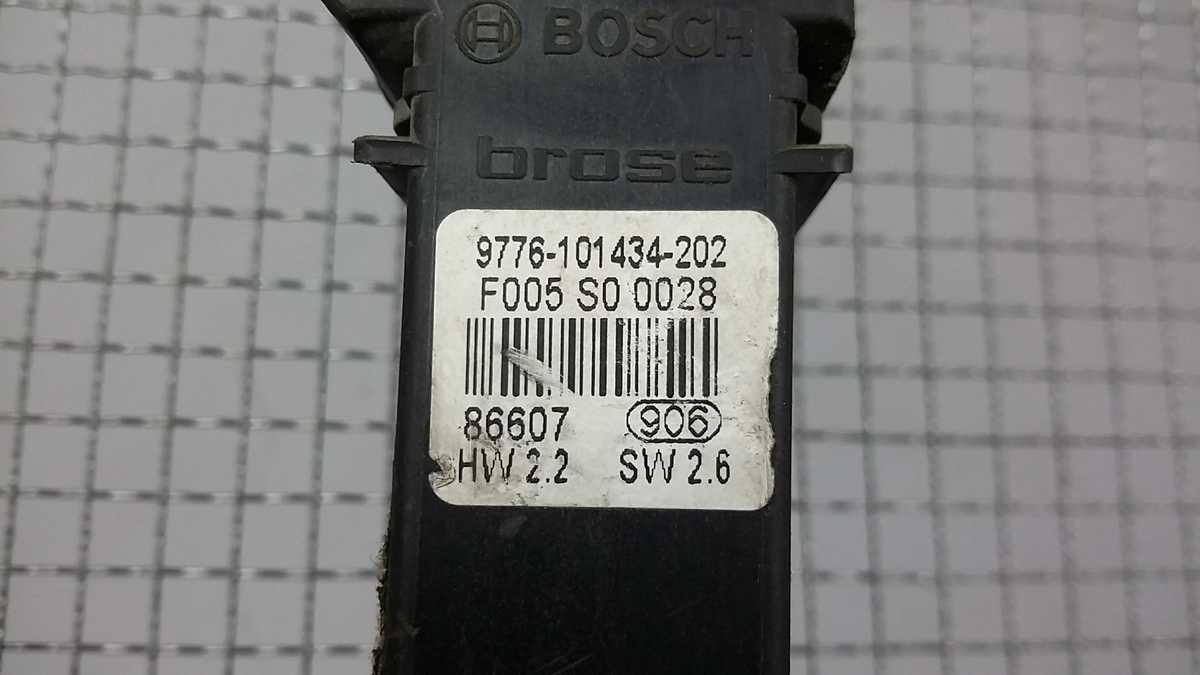 BOSCH
brose
9776-101434-202
F005 S0 0028
86607 906
HW 2.2 SW 2.6